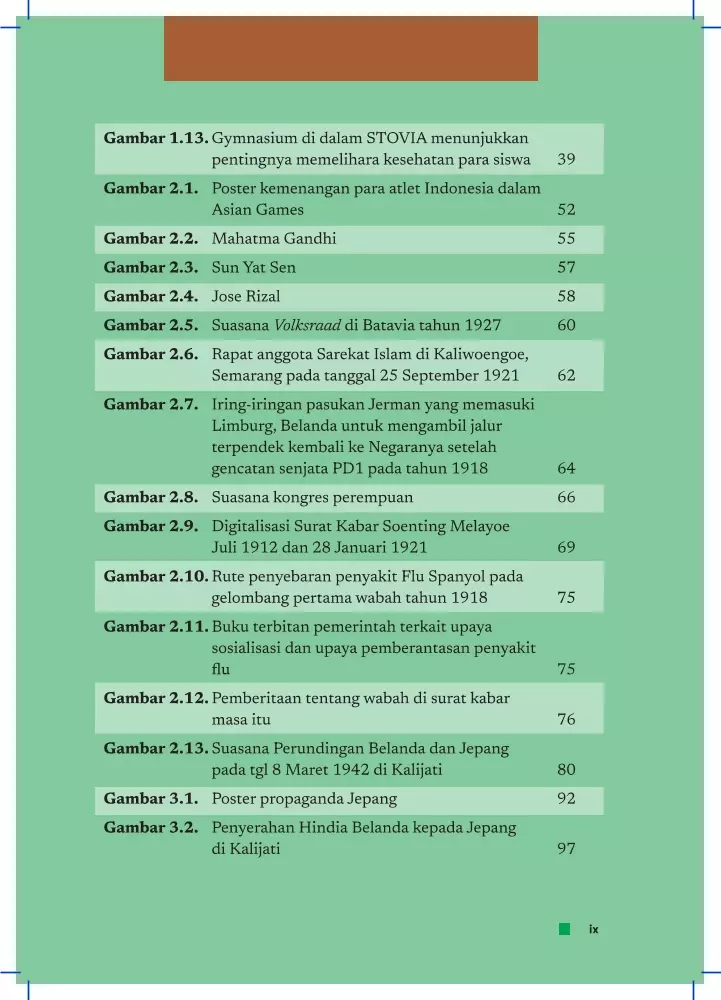 Gambar 1.13. Gymnasium di dalam STOVIA menunjukkan
pentingnya memelihara kesehatan para siswa 39
Gambar 2.1. Poster kemenangan para atlet Indonesia dalam
Asian Games 52
Gambar 2.2. Mahatma Gandhi 55
Gambar 2.3. Sun Yat Sen 57
Gambar 2.4. Jose Rizal 58
Gambar 2.5. Suasana Volksraad di Batavia tahun 1927 60
Gambar 2.6. Rapat anggota Sarekat Islam di Kaliwoengoe,
Semarang pada tanggal 25 September 1921 62
Gambar 2.7. Iring-iringan pasukan Jerman yang memasuki
Limburg, Belanda untuk mengambil jalur
terpendek kembali ke Negaranya setelah
gencatan senjata PD1 pada tahun 1918 64
Gambar 2.8. Suasana kongres perempuan 66
Gambar 2.9. Digitalisasi Surat Kabar Soenting Melayoe
Juli 1912 dan 28 Januari 1921 69
Gambar 2.10. Rute penyebaran penyakit Flu Spanyol pada
gelombang pertama wabah tahun 1918 75
Gambar 2.11. Buku terbitan pemerintah terkait upaya
sosialisasi dan upaya pemberantasan penyakit
flu 75
Gambar 2.12. Pemberitaan tentang wabah di surat kabar
masa itu 76
Gambar 2.13. Suasana Perundingan Belanda dan Jepang
pada tgl 8 Maret 1942 di Kalijati 80
Gambar 3.1. Poster propaganda Jepang 92
Gambar 3.2. Penyerahan Hindia Belanda kepada Jepang
di Kalijati 97
ix